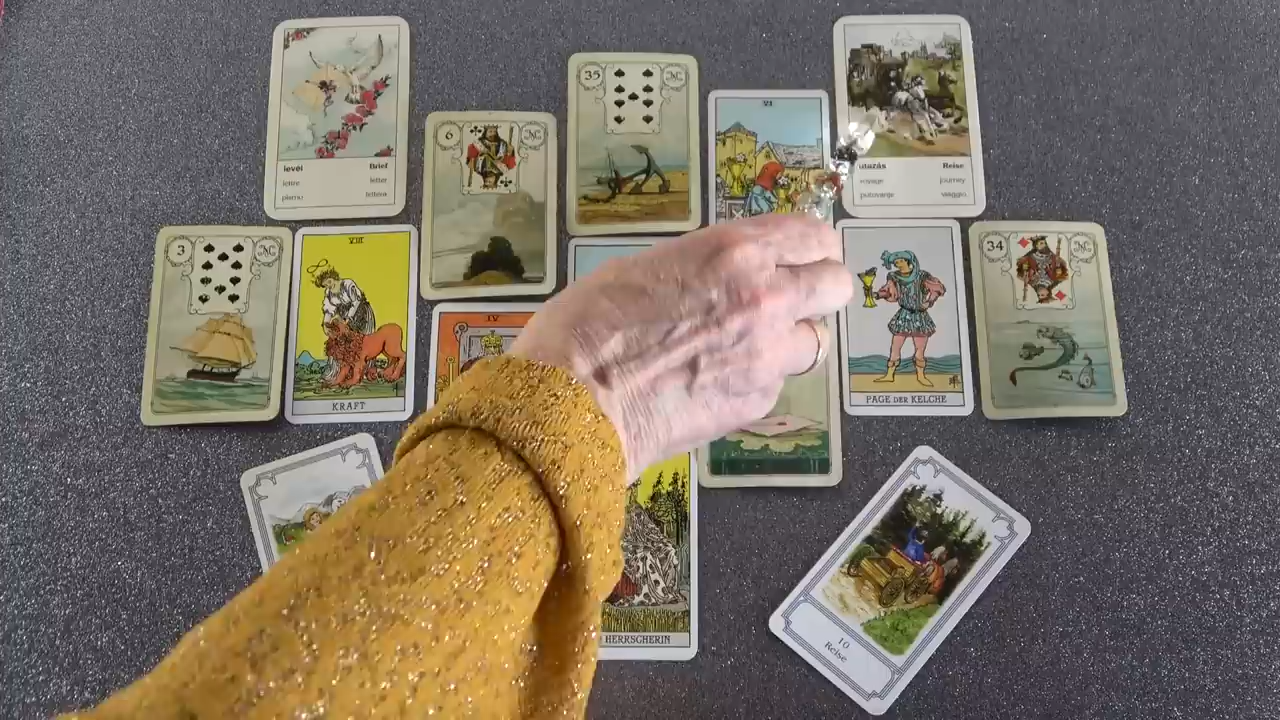 levél Brief
lettre letter
pismo lettera
6
35
VI
utazás Reise
voyage journey
putovanje viaggio
3
VIII
KRAFT
IV
PAGE DER KELCHE
34
HERRSCHERIN
10
Reise